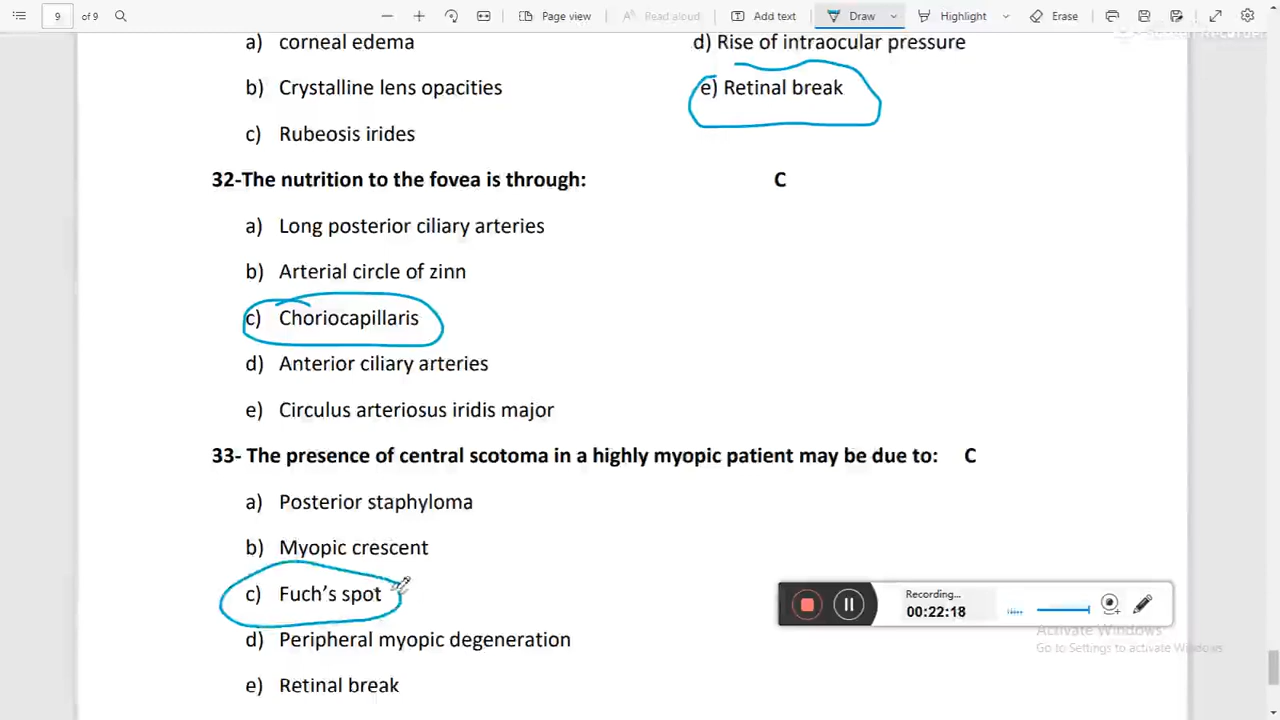 9 of 9 Page view Read aloud Add text Draw Highlight Erase
a) corneal edema d) Rise of intraocular pressure
b) Crystalline lens opacities e) Retinal break
c) Rubeosis irides
32-The nutrition to the fovea is through: C
a) Long posterior ciliary arteries
b) Arterial circle of zinn
c) Choriocapillaris
d) Anterior ciliary arteries
e) Circulus arteriosus iridis major
33- The presence of central scotoma in a highly myopic patient may be due to: C
a) Posterior staphyloma
b) Myopic crescent
c) Fuch's spot
d) Peripheral myopic degeneration
e) Retinal break
Recording...
00:22:18
Activate Windows
Go to Settings to activate Windows